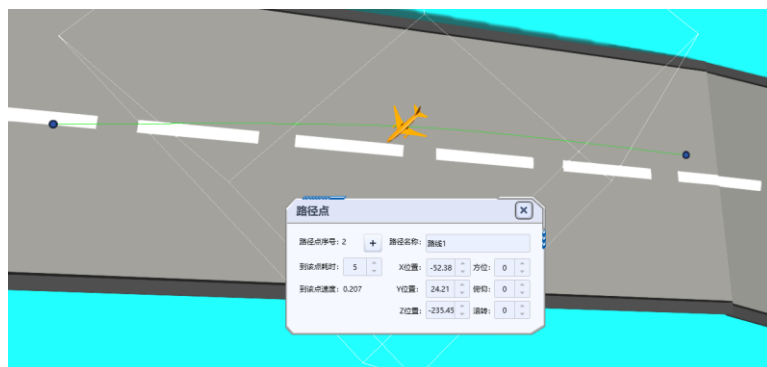 路径点
路径点序号: 2 + 路径名称: 路线1
到该点耗时: 5 X位置: -52.38 方位: 0
到该点速度: 0.207 Y位置: 24.21 俯仰: 0
Z位置: -235.45 滚转: 0